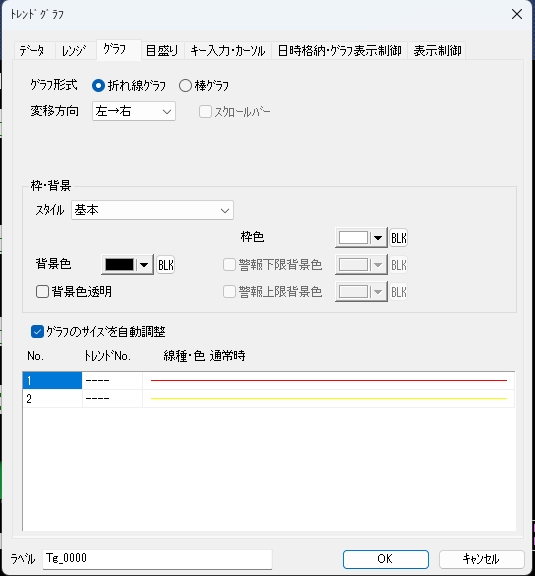 ﾄﾚﾝﾄﾞｸﾞﾗﾌ
ﾃﾞｰﾀ ﾚﾝｼﾞ ｸﾞﾗﾌ 目盛り ｷｰ入力･ｶｰｿﾙ 日時格納･ｸﾞﾗﾌ表示制御 表示制御
ｸﾞﾗﾌ形式 折れ線ｸﾞﾗﾌ 棒ｸﾞﾗﾌ
変移方向 左→右 ｽｸﾛｰﾙﾊﾞｰ
枠･背景
ｽﾀｲﾙ 基本
枠色 BLK
背景色 BLK 警報下限背景色 BLK
背景色透明 警報上限背景色 BLK
ｸﾞﾗﾌのｻｲｽﾞを自動調整
No. ﾄﾚﾝﾄﾞNo. 線種･色 通常時
1 ----
2 ----
ﾗﾍﾞﾙ Tg_0000 OK ｷｬﾝｾﾙ